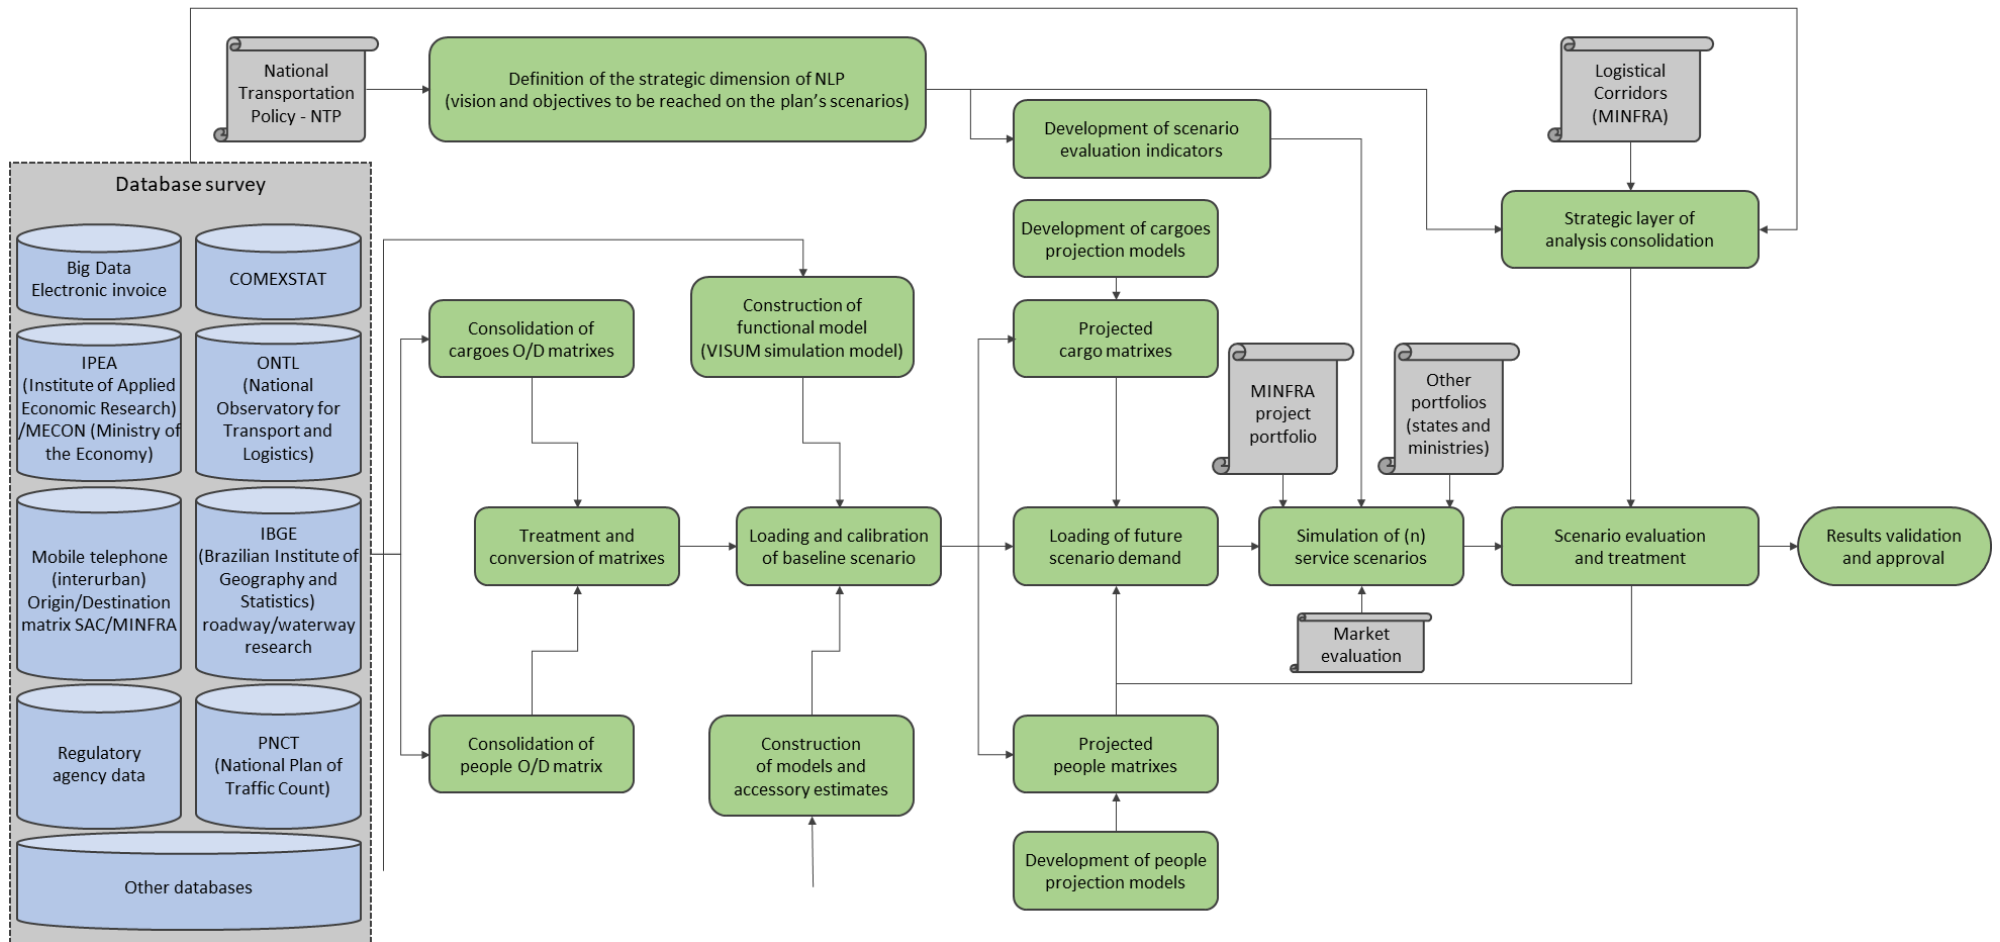 National
Transportation
Policy - NTP
Definition of the strategic dimension of NLP
(vision and objectives to be reached on the plan's scenarios)
Logistical
Corridors
(MINFRA)
Development of scenario
evaluation indicators
Database survey
Strategic layer of
analysis consolidation
Development of cargoes
projection models
Big Data
Electronic invoice
COMEXSTAT
Construction of
functional model
(VISUM simulation model)
Consolidation of
cargoes O/D matrixes
Projected
cargo matrixes
IPEA
(Institute of Applied
Economic Research)
/MECON (Ministry of
the Economy)
ONTL
(National
Observatory for
Transport and
Logistics)
MINFRA
project
portfolio
Other
portfolios
(states and
ministries)
Mobile telephone
(interurban)
Origin/Destination
matrix SAC/MINFRA
IBGE
(Brazilian Institute of
Geography and
Statistics)
roadway/waterway
research
Treatment and
conversion of matrixes
Loading and calibration
of baseline scenario
Loading of future
scenario demand
Simulation of (n)
service scenarios
Scenario evaluation
and treatment
Results validation
and approval
Market
evaluation
Regulatory
agency data
PNCT
(National Plan of
Traffic Count)
Consolidation of
people O/D matrix
Construction
of models and
accessory estimates
Projected
people matrixes
Development of people
projection models
Other databases